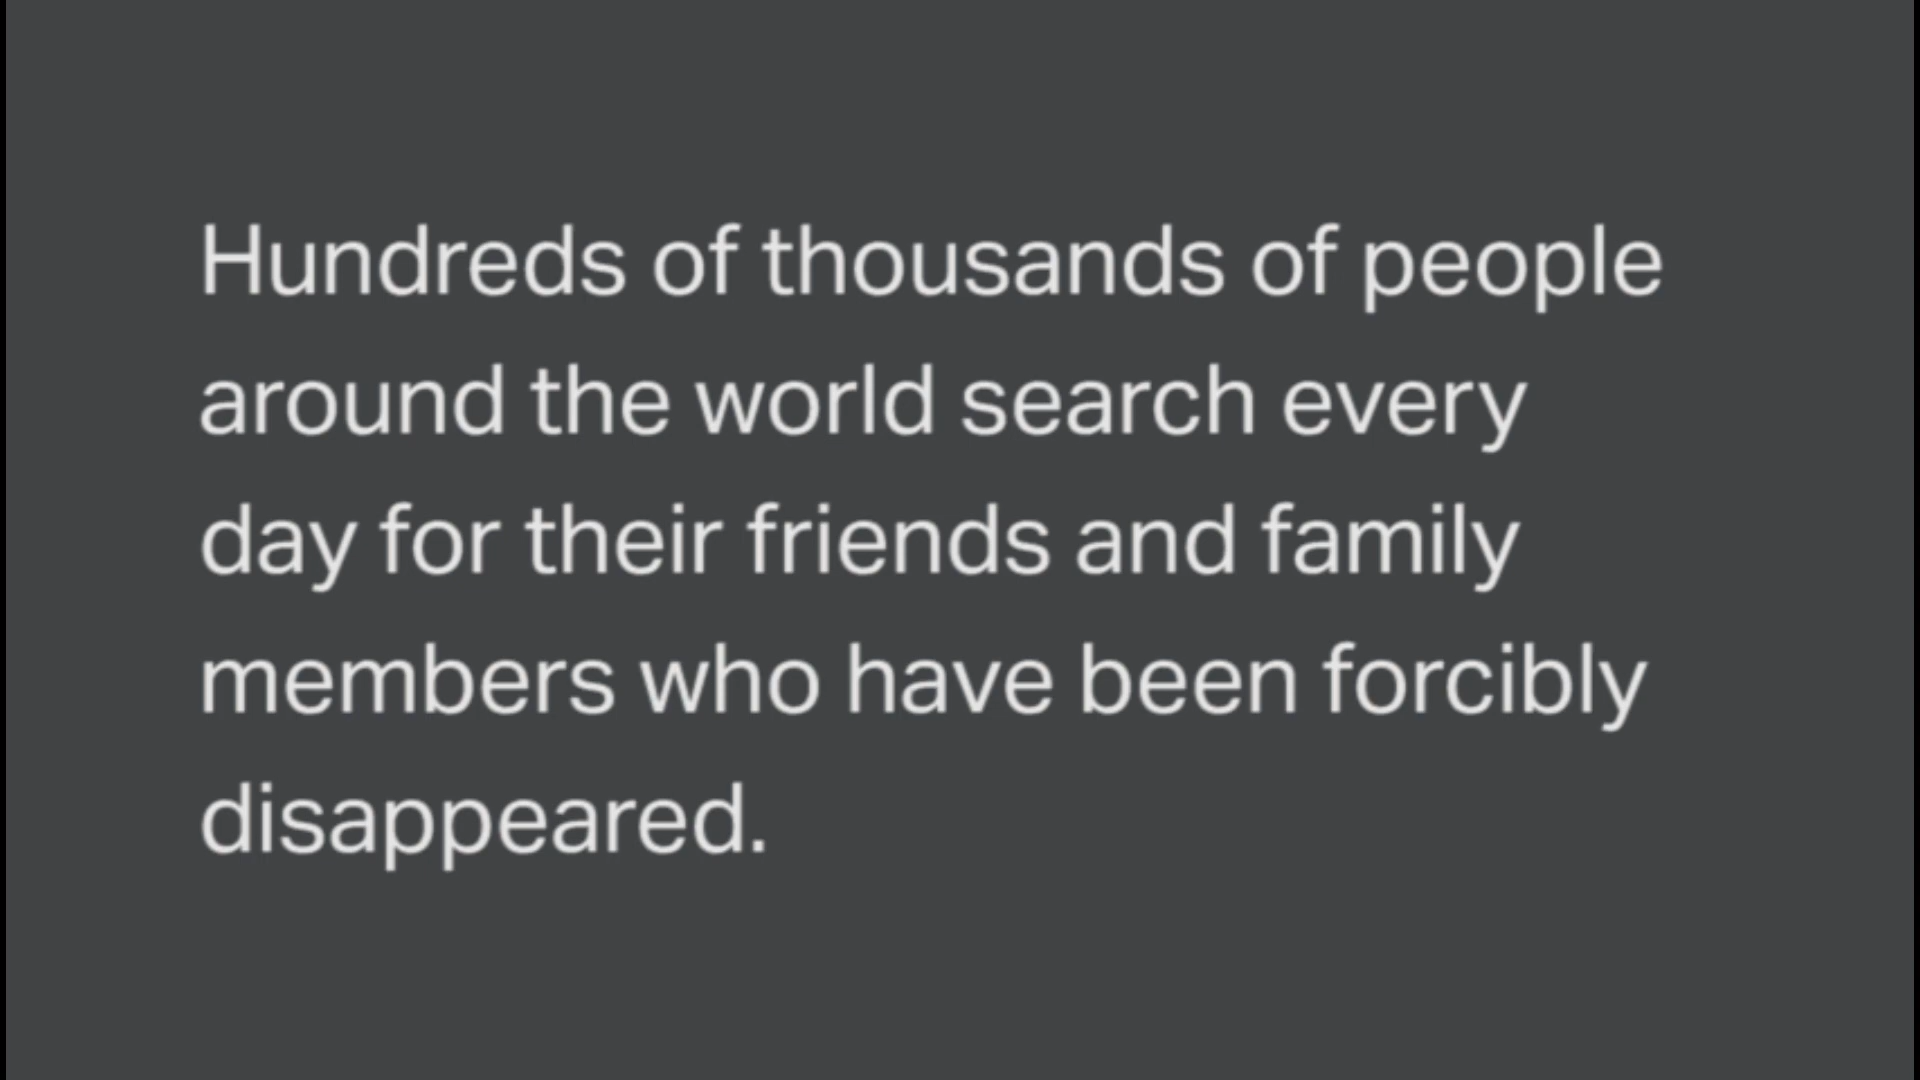 Hundreds of thousands of people
around the world search every
day for their friends and family
members who have been forcibly
disappeared.